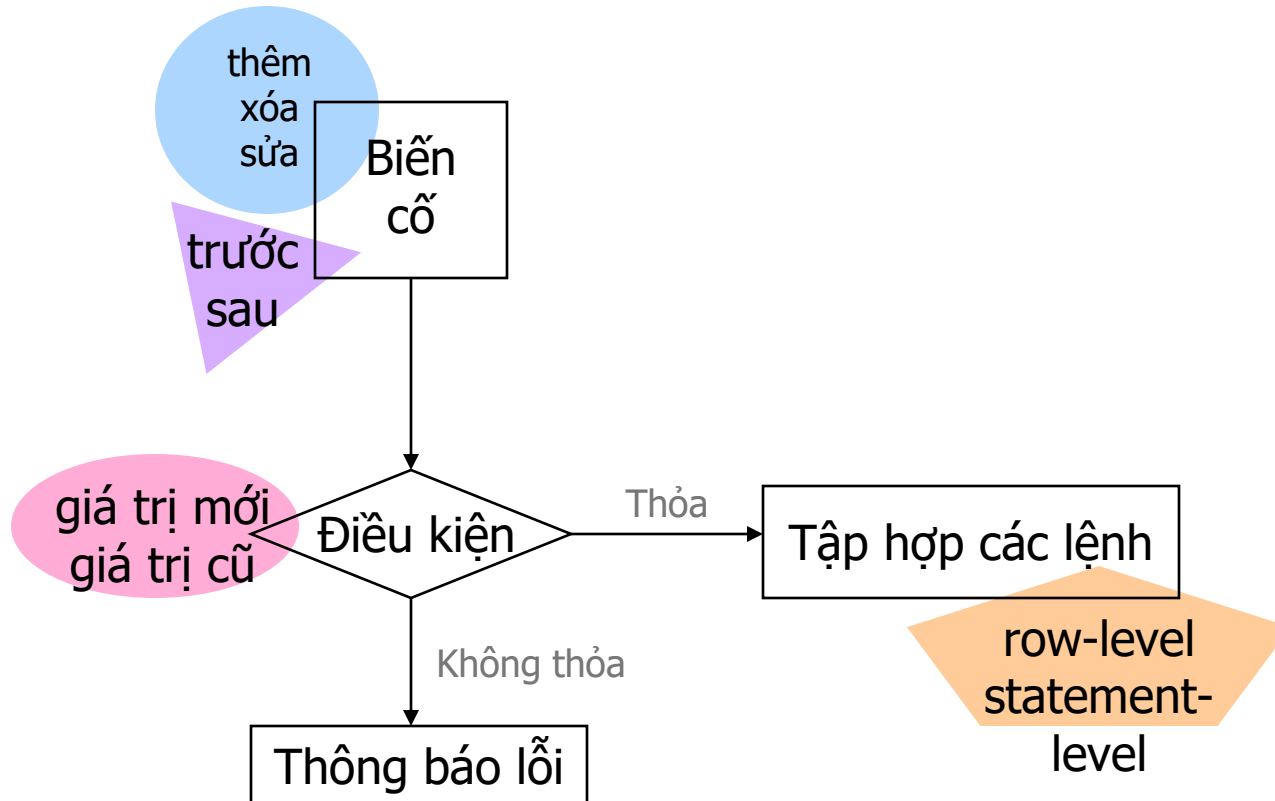 thêm
xóa
sửa
Biến
cố
trước
sau
giá trị mới
giá trị cũ
Điều kiện
Thỏa
Tập hợp các lệnh
row-level
statement-
level
Không thỏa
Thông báo lỗi